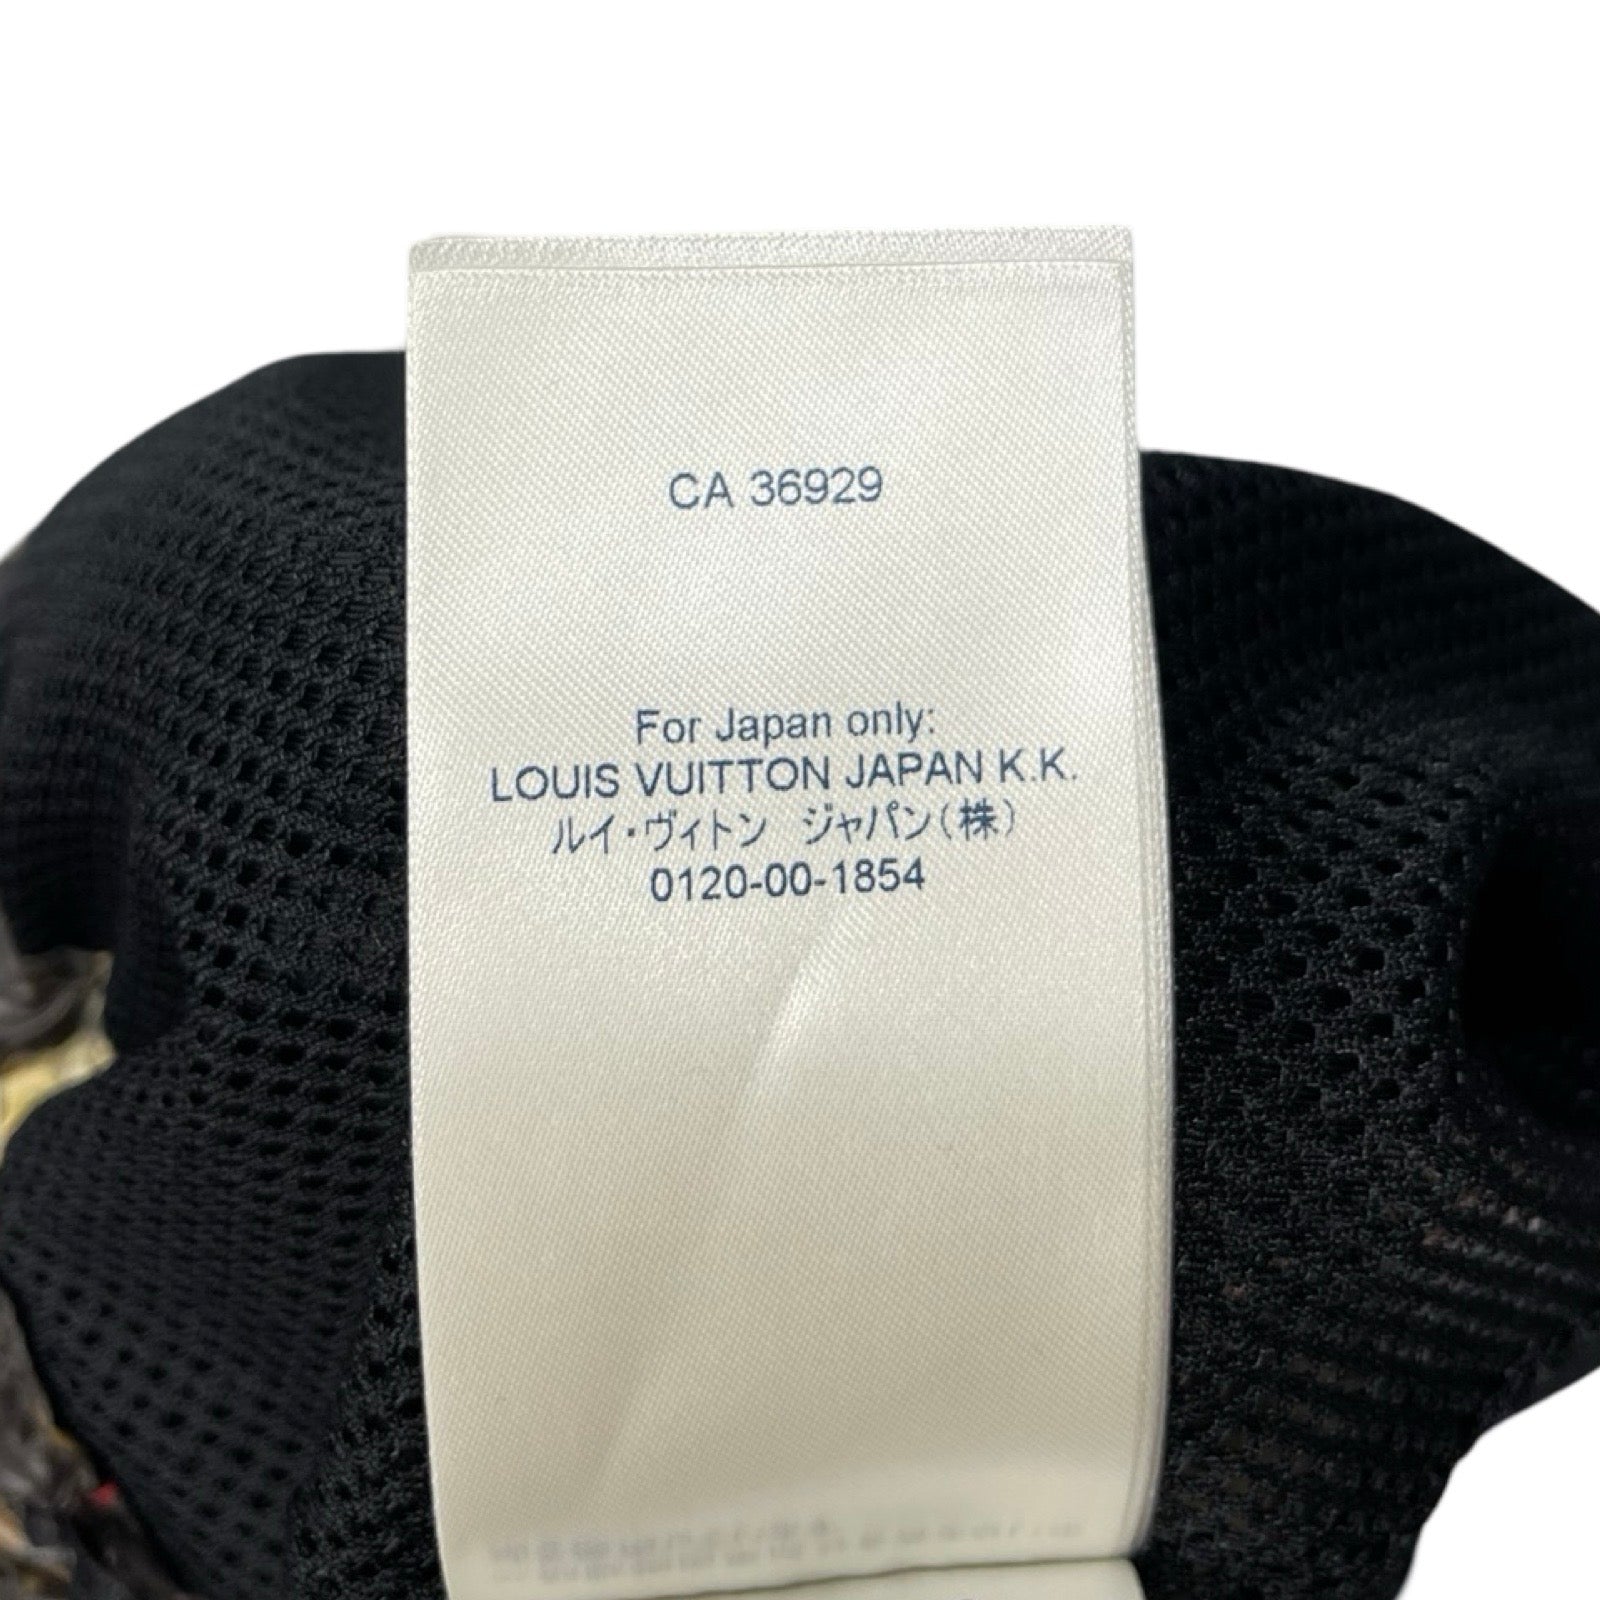 CA 36929
For Japan only:
LOUIS VUITTON JAPAN K.K.
ルイ・ヴィトン ジャパン(株)
0120-00-1854